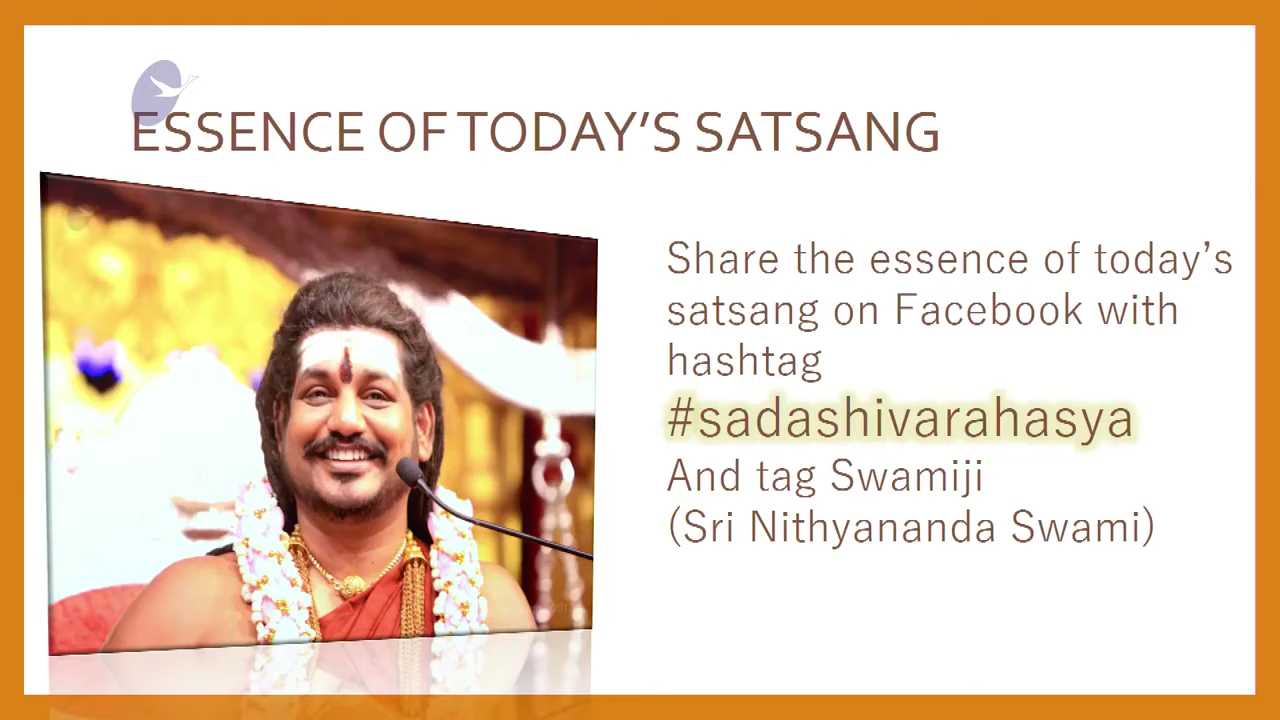 ESSENCE OF TODAY’S SATSANG
Share the essence of today’s
satsang on Facebook with
hashtag
#sadashivarahasya
And tag Swamiji
(Sri Nithyananda Swami)